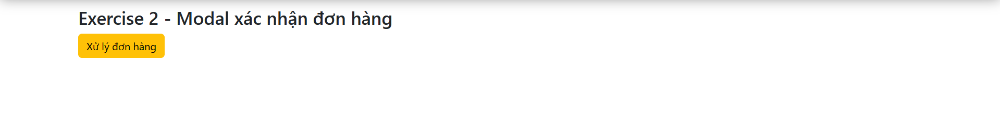 Exercise 2 - Modal xác nhận đơn hàng
Xử lý đơn hàng